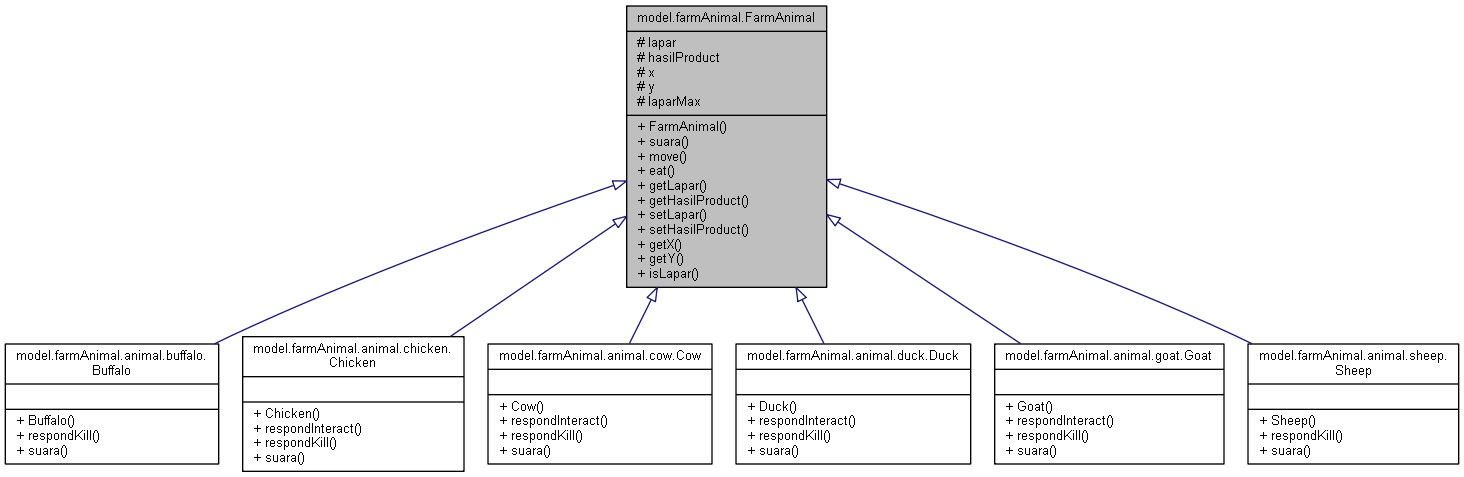 model.farmAnimal.FarmAnimal
# lapar
# hasilProduct
# x
# y
# laparMax
+ FarmAnimal()
+ suara()
+ move()
+ eat()
+ getLapar()
+ getHasilProduct()
+ setLapar()
+ setHasilProduct()
+ getX()
+ getY()
+ isLapar()
model.farmAnimal.animal.buffalo.
Buffalo
+ Buffalo()
+ respondKill()
+ suara()
model.farmAnimal.animal.chicken.
Chicken
+ Chicken()
+ respondInteract()
+ respondKill()
+ suara()
model.farmAnimal.animal.cow.Cow
+ Cow()
+ respondInteract()
+ respondKill()
+ suara()
model.farmAnimal.animal.duck.Duck
+ Duck()
+ respondInteract()
+ respondKill()
+ suara()
model.farmAnimal.animal.goat.Goat
+ Goat()
+ respondInteract()
+ respondKill()
+ suara()
model.farmAnimal.animal.sheep.
Sheep
+ Sheep()
+ respondKill()
+ suara()